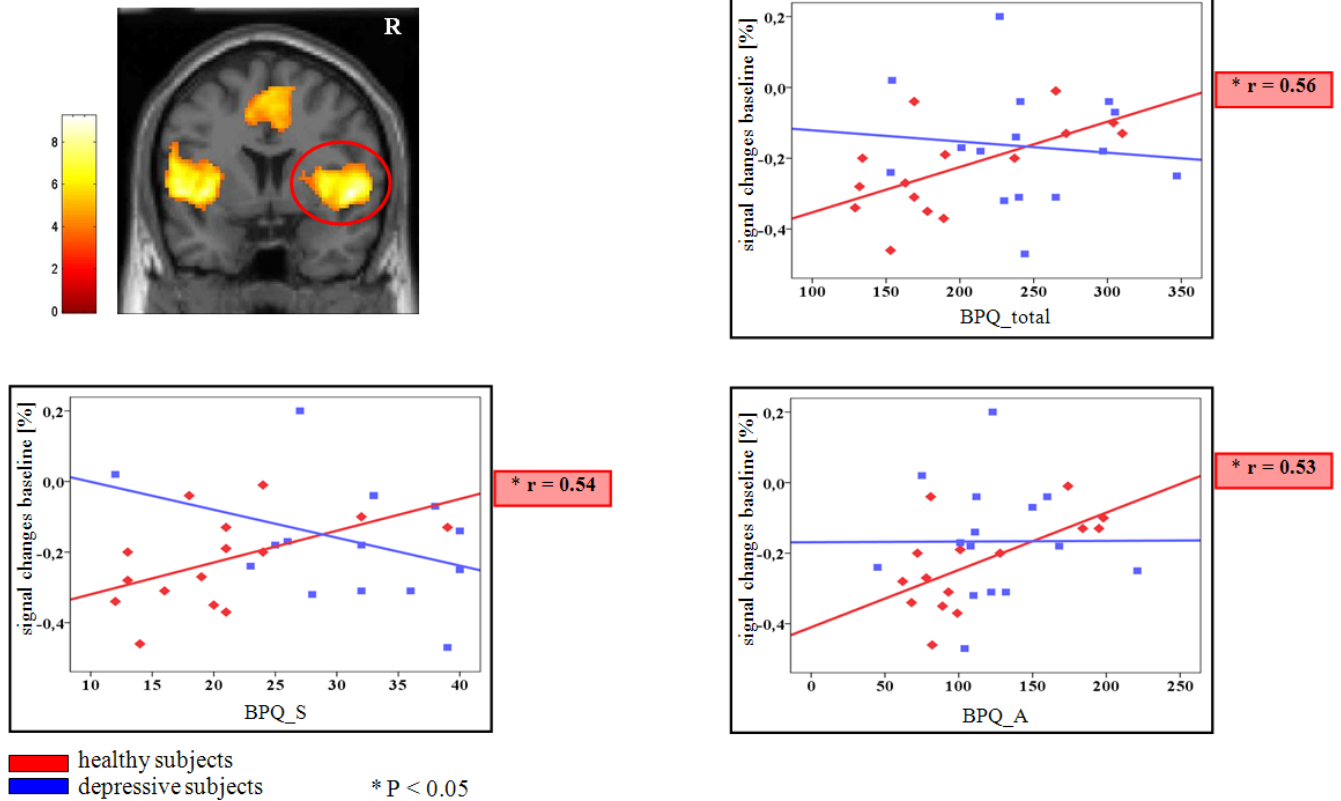 R
8
6
4
2
0
signal changes baseline [%]
0,2
0,0
-0,2
-0,4
100 150 200 250 300 350
BPQ_total
* r = 0.56
signal changes baseline [%]
0,2
0,0
-0,2
-0,4
10 15 20 25 30 35 40
BPQ_S
* r = 0.54
signal changes baseline [%]
0,2
0,0
-0,2
-0,4
0 50 100 150 200 250
BPQ_A
* r = 0.53
healthy subjects
depressive subjects * P < 0.05